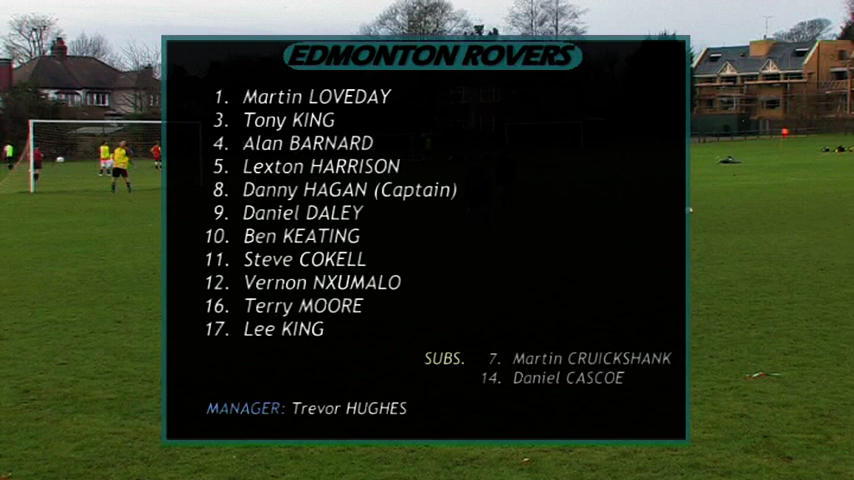 EDMONTON ROVERS
1. Martin LOVEDAY
3. Tony KING
4. Alan BARNARD
5. Lexton HARRISON
8. Danny HAGAN (Captain)
9. Daniel DALEY
10. Ben KEATING
11. Steve COKELL
12. Vernon NXUMALO
16. Terry MOORE
17. Lee KING
SUBS. 7. Martin CRUICKSHANK
14. Daniel CASCOE
MANAGER: Trevor HUGHES